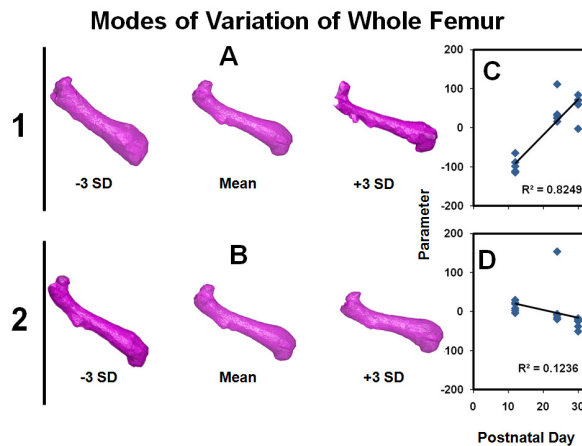 Modes of Variation of Whole Femur
A
1
-3 SD
Mean
+3 SD
C
200
100
0
-100
-200
R² = 0.8249
Parameter
B
2
-3 SD
Mean
+3 SD
D
200
100
0
-100
-200
R² = 0.1236
0
10
20
30
Postnatal Day